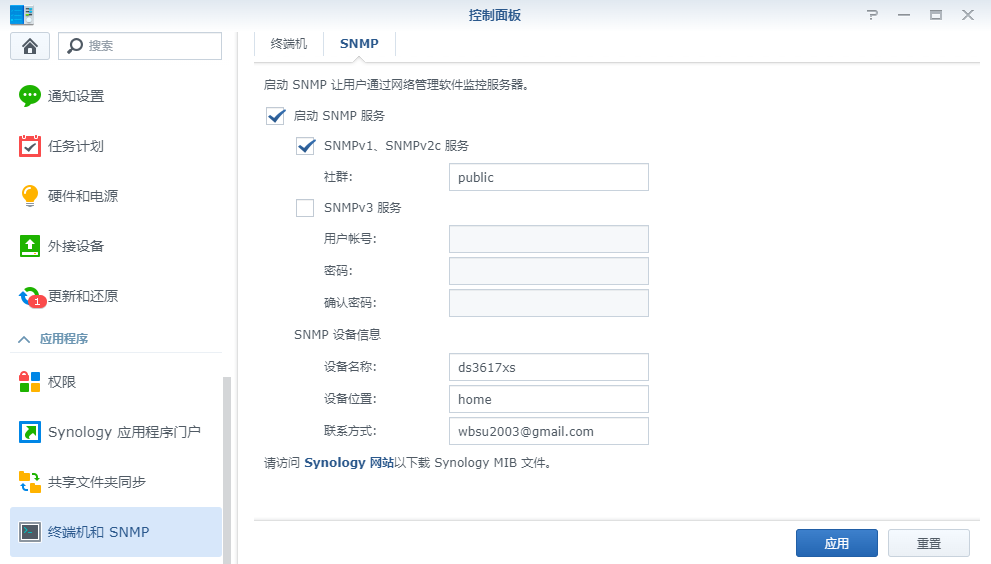 控制面板
搜索
通知设置
任务计划
硬件和电源
外接设备
1
更新和还原
应用程序
权限
Synology 应用程序门户
共享文件夹同步
终端机和 SNMP
终端机
SNMP
启动 SNMP 让用户通过网络管理软件监控服务器。
启动 SNMP 服务
SNMPv1、SNMPv2c 服务
社群: public
SNMPv3 服务
用户帐号:
密码:
确认密码:
SNMP 设备信息
设备名称: ds3617xs
设备位置: home
联系方式: wbsu2003@gmail.com
请访问 Synology 网站以下载 Synology MIB 文件。
应用
重置